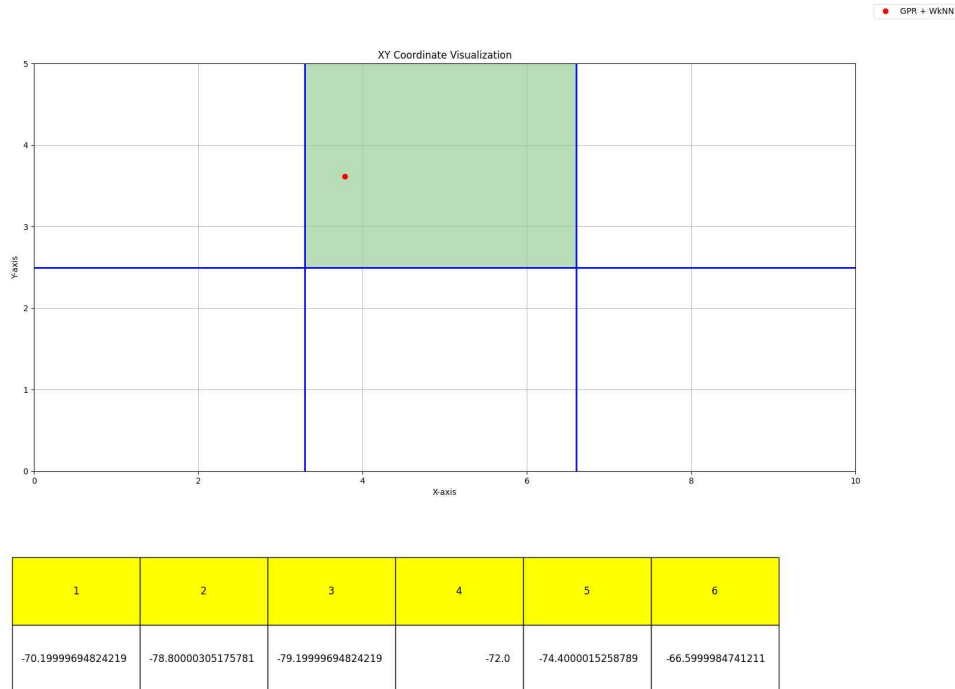 GPR + WkNN
XY Coordinate Visualization
5
4
3
2
1
0
Y-axis
0 2 4 6 8 10
X-axis
1 2 3 4 5 6
-70.19999694824219 -78.80000305175781 -79.19999694824219 -72.0 -74.4000015258789 -66.5999984741211